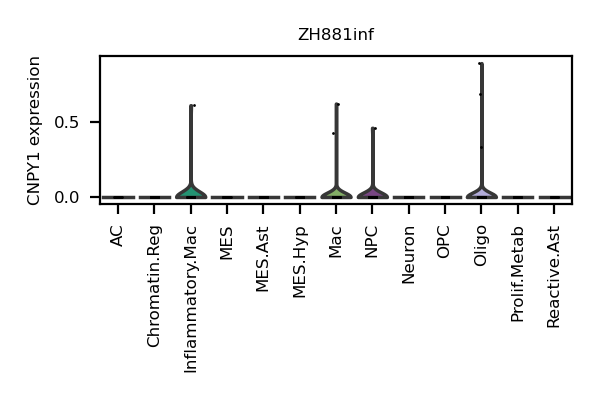 ZH881inf
CNPY1 expression
0.5
0.0
AC
Chromatin.Reg
Inflammatory.Mac
MES
MES.Ast
MES.Hyp
Mac
NPC
Neuron
OPC
Oligo
Prolif.Metab
Reactive.Ast